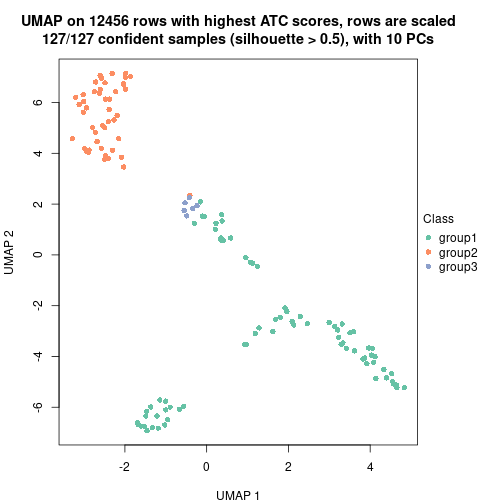 UMAP on 12456 rows with highest ATC scores, rows are scaled
127/127 confident samples (silhouette > 0.5), with 10 PCs
6
4
2
0
-2
-4
-6
UMAP 2
-2
0
2
4
UMAP 1
Class
group1
group2
group3